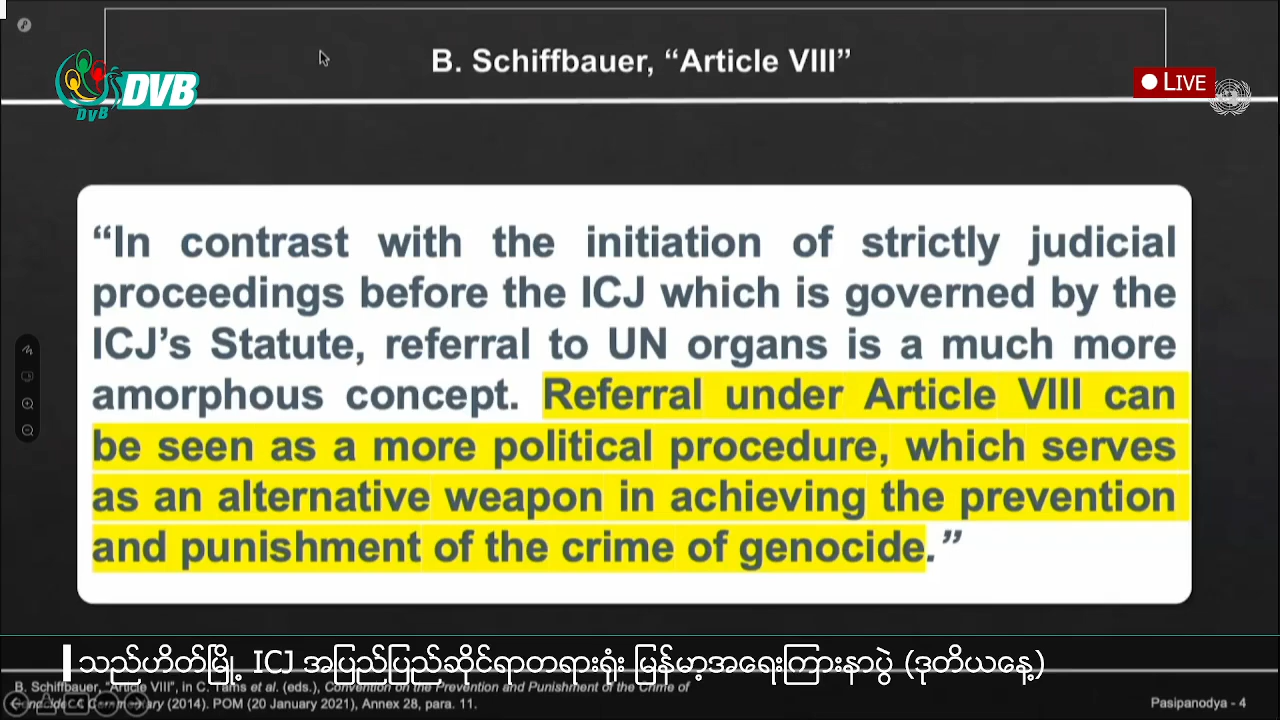 B. Schiffbauer, “Article VIII”
DVB
DVB
LIVE
“In contrast with the initiation of strictly judicial
proceedings before the ICJ which is governed by the
ICJ’s Statute, referral to UN organs is a much more
amorphous concept. Referral under Article VIII can
be seen as a more political procedure, which serves
as an alternative weapon in achieving the prevention
and punishment of the crime of genocide.”
သည်ဟိတ်မြို့ ICJ အပြည်ပြည်ဆိုင်ရာတရားရုံး မြန်မာ့အရေးကြားနာပွဲ (ဒုတိယနေ့)
B. Schiffbauer, “Article VIII”, in C. Tams et al. (eds.), Convention on the Prevention and Punishment of the Crime of
(2014). POM (20 January 2021), Annex 28, para. 11.
Pasipanodya - 4